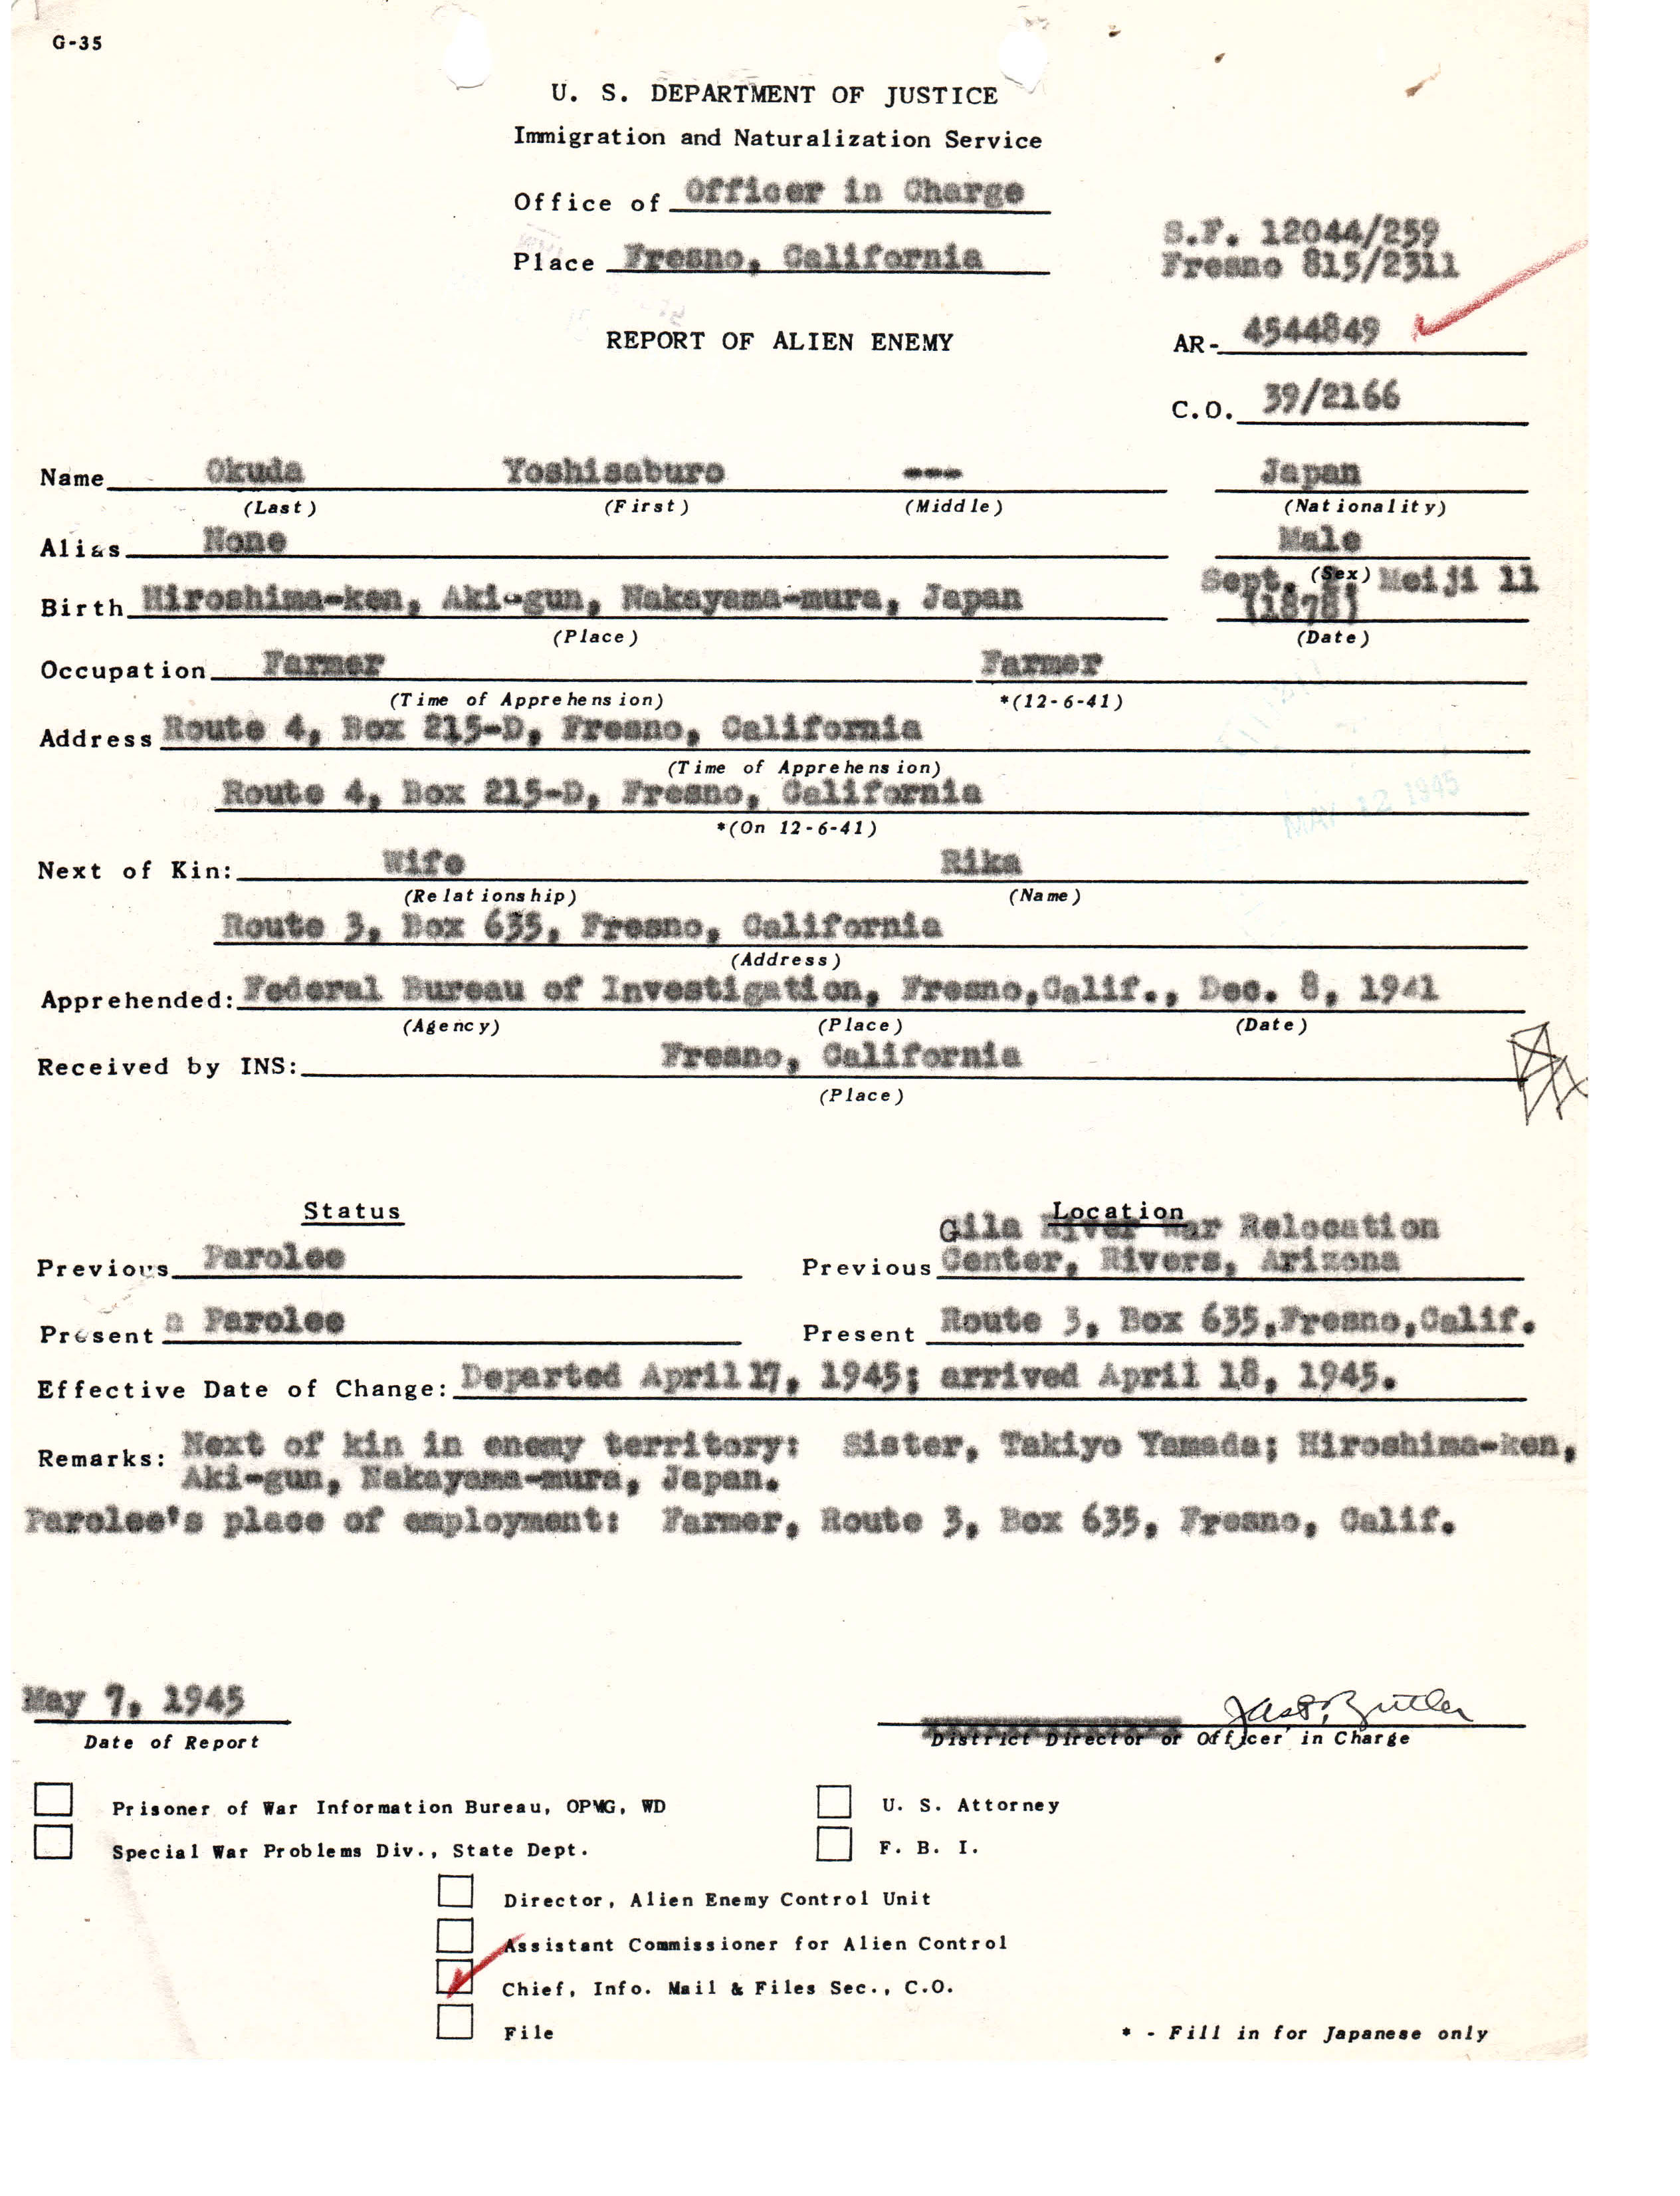 G-35
U. S. DEPARTMENT OF JUSTICE
Immigration and Naturalization Service
Office of Officer in Charge
Place Fresno, California
S.F. 12044/259
Fresno 815/2311
REPORT OF ALIEN ENEMY
AR- 4544849
C.O. 39/2166
Name Okuda Yoshisaburo --- Japan
(Last) (First) (Middle) (Nationality)
Alias None Male
(Sex)
Birth Hiroshima-ken, Aki-gun, Nakayama-mura, Japan Sept. Meiji 11
(1878)
(Place) (Date)
Occupation Farmer Farmer
(Time of Apprehension) *(12-6-41)
Address Route 4, Box 215-D, Fresno, California
(Time of Apprehension)
Route 4, Box 215-D, Fresno, California
*(On 12-6-41)
MAY 12 1945
Next of Kin: Wife Rika
(Relationship) (Name)
Route 3, Box 635, Fresno, California
(Address)
Apprehended: Federal Bureau of Investigation, Fresno,Calif., Dec. 8, 1941
(Agency) (Place) (Date)
Received by INS: Fresno, California
(Place)
Status Location
Gila River War Relocation
Previous Parolee Previous Center, Rivers, Arizona
Present a Parolee Present Route 3, Box 635,Fresno,Calif.
Effective Date of Change: Departed April 17, 1945; arrived April 18, 1945.
Remarks: Next of kin in enemy territory: Sister, Takiyo Yamada; Hiroshima-ken,
Aki-gun, Nakayama-mura, Japan.
Parolee's place of employment: Farmer, Route 3, Box 635, Fresno, Calif.
May 7, 1945 Jas P. Butler
Date of Report District Director or Officer in Charge
Prisoner of War Information Bureau, OPMG, WD U. S. Attorney
Special War Problems Div., State Dept. F. B. I.
Director, Alien Enemy Control Unit
Assistant Commissioner for Alien Control
Chief, Info. Mail & Files Sec., C.O.
File * - Fill in for Japanese only